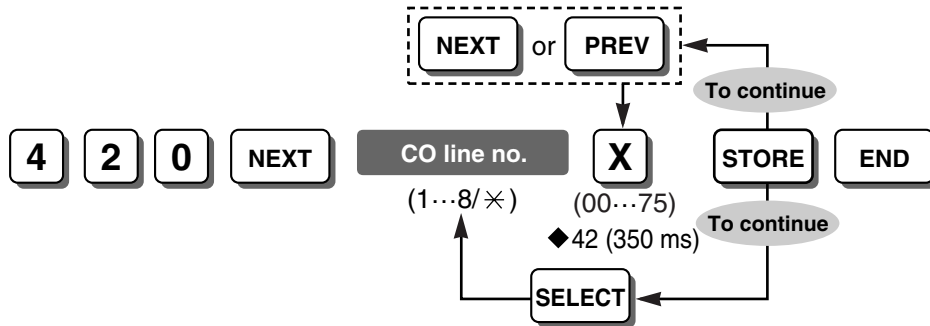 NEXT or PREV
To continue
4 2 0 NEXT CO line no. X STORE END
(1···8/✳) (00···75)
To continue
◆42 (350 ms)
SELECT